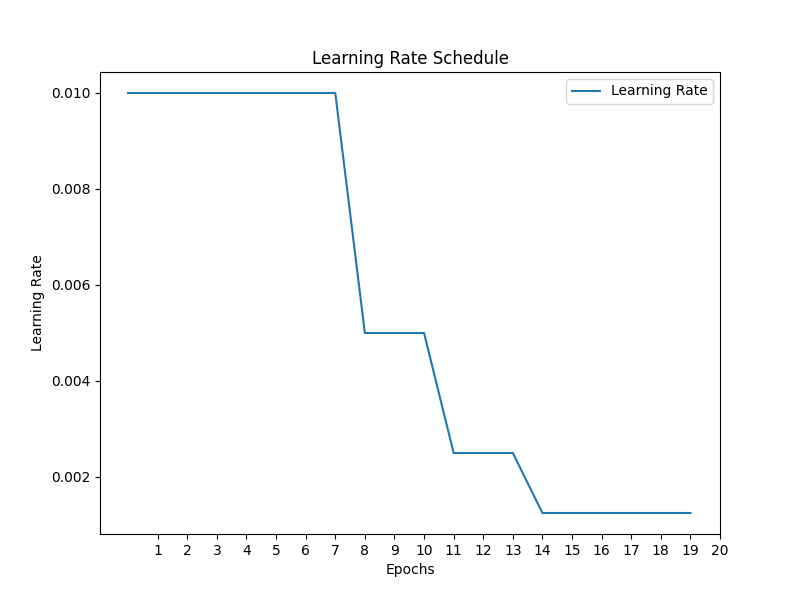 Learning Rate Schedule
Learning Rate
0.010
0.008
0.006
0.004
0.002
Learning Rate
1 2 3 4 5 6 7 8 9 10 11 12 13 14 15 16 17 18 19 20
Epochs